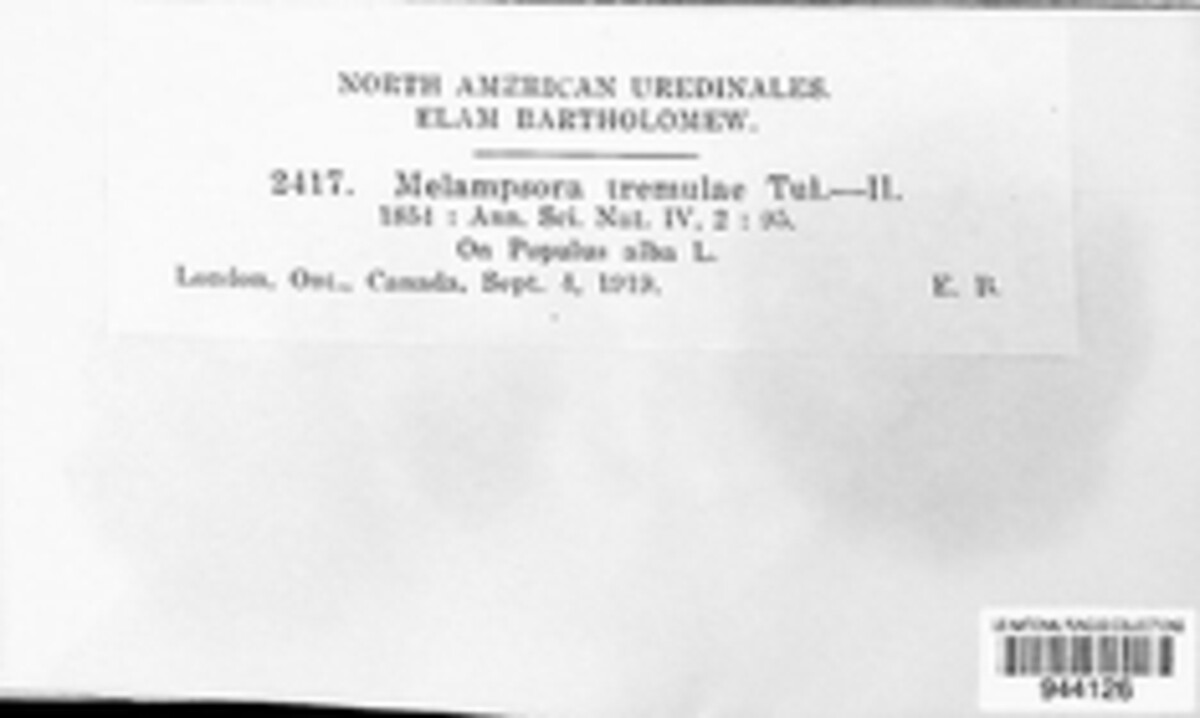 NORTH AMERICAN UREDINALES.
ELAM BARTHOLOMEW.
2417. Melampsora tremulae Tul.—II.
1854 : Ann. Sci. Nat. IV, 2 : 95.
On Populus alba L.
London, Ont., Canada, Sept. 1919.
E. B.
944126